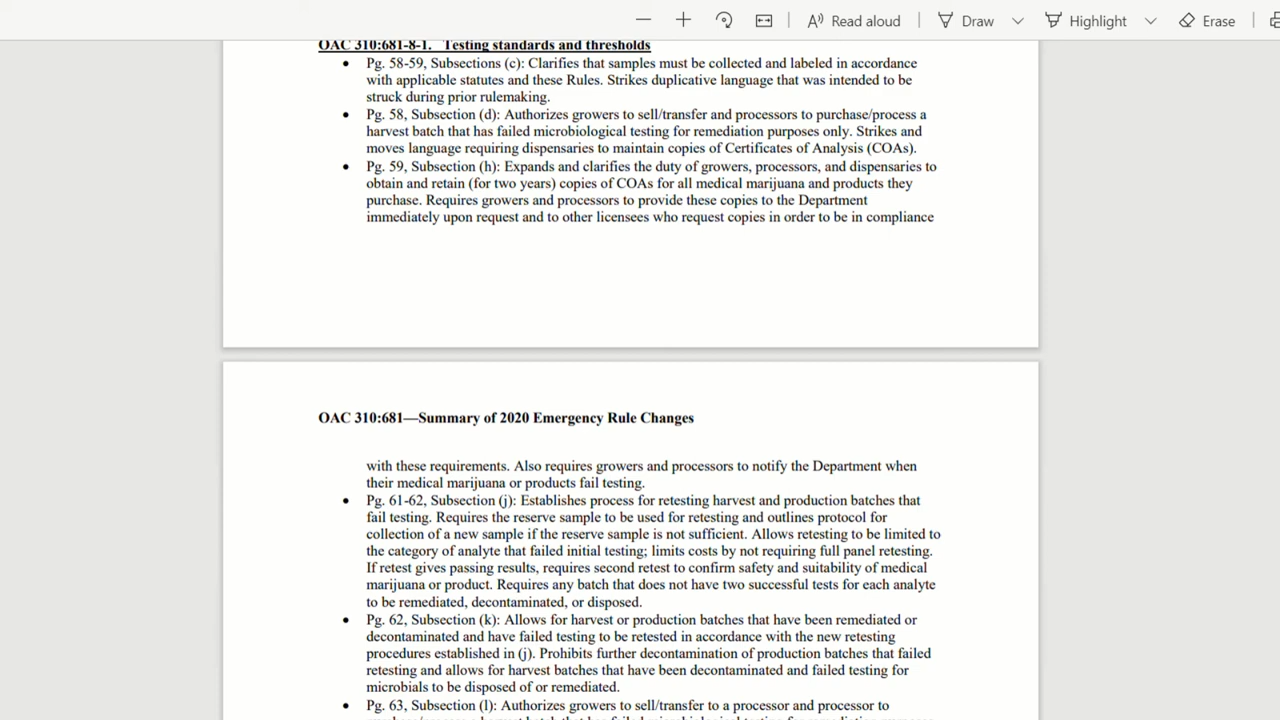 Read aloud
Draw
Highlight
Erase
OAC 310:681-8-1. Testing standards and thresholds
• Pg. 58-59, Subsections (c): Clarifies that samples must be collected and labeled in accordance
with applicable statutes and these Rules. Strikes duplicative language that was intended to be
struck during prior rulemaking.
• Pg. 58, Subsection (d): Authorizes growers to sell/transfer and processors to purchase/process a
harvest batch that has failed microbiological testing for remediation purposes only. Strikes and
moves language requiring dispensaries to maintain copies of Certificates of Analysis (COAs).
• Pg. 59, Subsection (h): Expands and clarifies the duty of growers, processors, and dispensaries to
obtain and retain (for two years) copies of COAs for all medical marijuana and products they
purchase. Requires growers and processors to provide these copies to the Department
immediately upon request and to other licensees who request copies in order to be in compliance
OAC 310:681—Summary of 2020 Emergency Rule Changes
with these requirements. Also requires growers and processors to notify the Department when
their medical marijuana or products fail testing.
• Pg. 61-62, Subsection (j): Establishes process for retesting harvest and production batches that
fail testing. Requires the reserve sample to be used for retesting and outlines protocol for
collection of a new sample if the reserve sample is not sufficient. Allows retesting to be limited to
the category of analyte that failed initial testing; limits costs by not requiring full panel retesting.
If retest gives passing results, requires second retest to confirm safety and suitability of medical
marijuana or product. Requires any batch that does not have two successful tests for each analyte
to be remediated, decontaminated, or disposed.
• Pg. 62, Subsection (k): Allows for harvest or production batches that have been remediated or
decontaminated and have failed testing to be retested in accordance with the new retesting
procedures established in (j). Prohibits further decontamination of production batches that failed
retesting and allows for harvest batches that have been decontaminated and failed testing for
microbials to be disposed of or remediated.
• Pg. 63, Subsection (l): Authorizes growers to sell/transfer to a processor and processor to